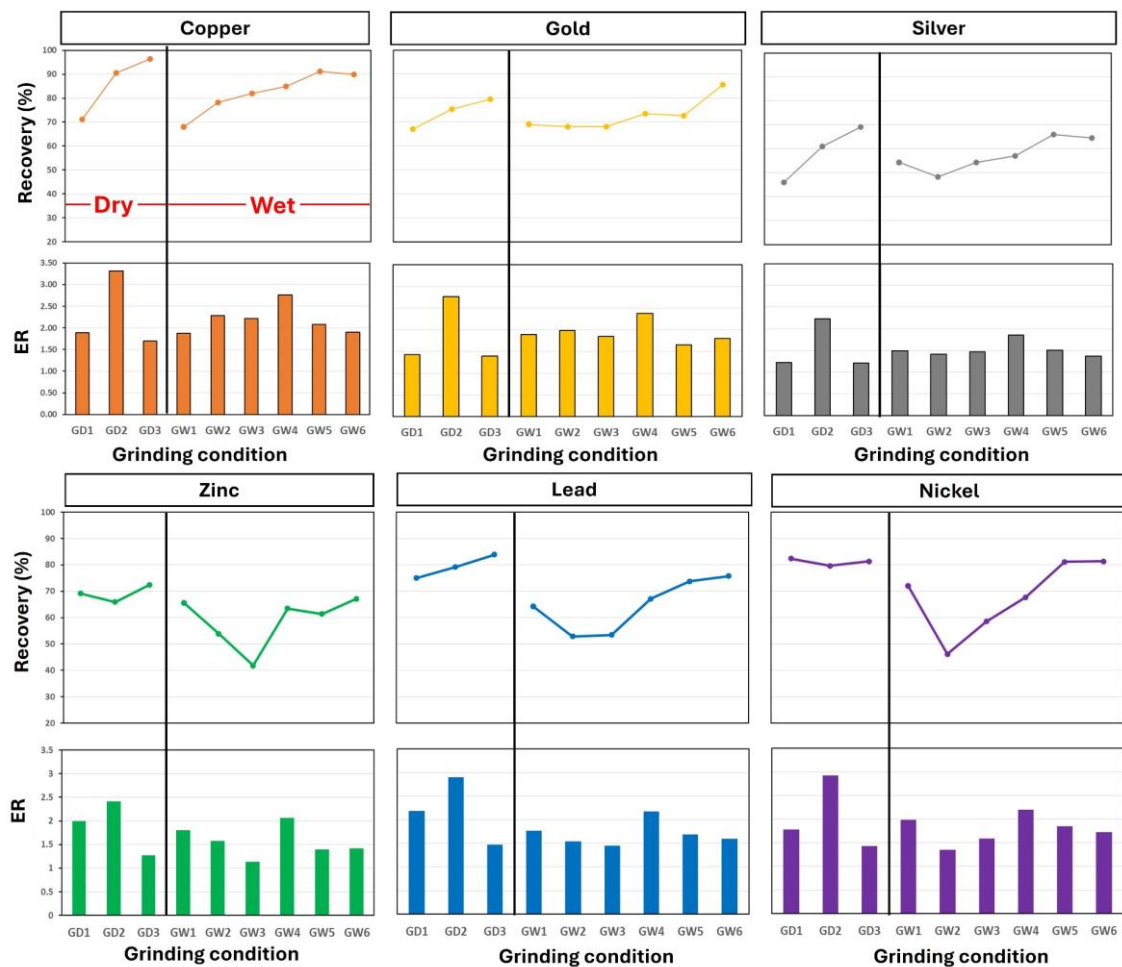 Copper
Gold
Silver
Recovery (%)
100
90
80
70
60
50
40
30
20
Dry
Wet
ER
3.50
3.00
2.50
2.00
1.50
1.00
0.50
0.00
GD1 GD2 GD3 GW1 GW2 GW3 GW4 GW5 GW6
GD1 GD2 GD3 GW1 GW2 GW3 GW4 GW5 GW6
GD1 GD2 GD3 GW1 GW2 GW3 GW4 GW5 GW6
Grinding condition
Grinding condition
Grinding condition
Zinc
Lead
Nickel
Recovery (%)
100
90
80
70
60
50
40
30
20
ER
3.5
3
2.5
2
1.5
1
0.5
0
GD1 GD2 GD3 GW1 GW2 GW3 GW4 GW5 GW6
GD1 GD2 GD3 GW1 GW2 GW3 GW4 GW5 GW6
GD1 GD2 GD3 GW1 GW2 GW3 GW4 GW5 GW6
Grinding condition
Grinding condition
Grinding condition